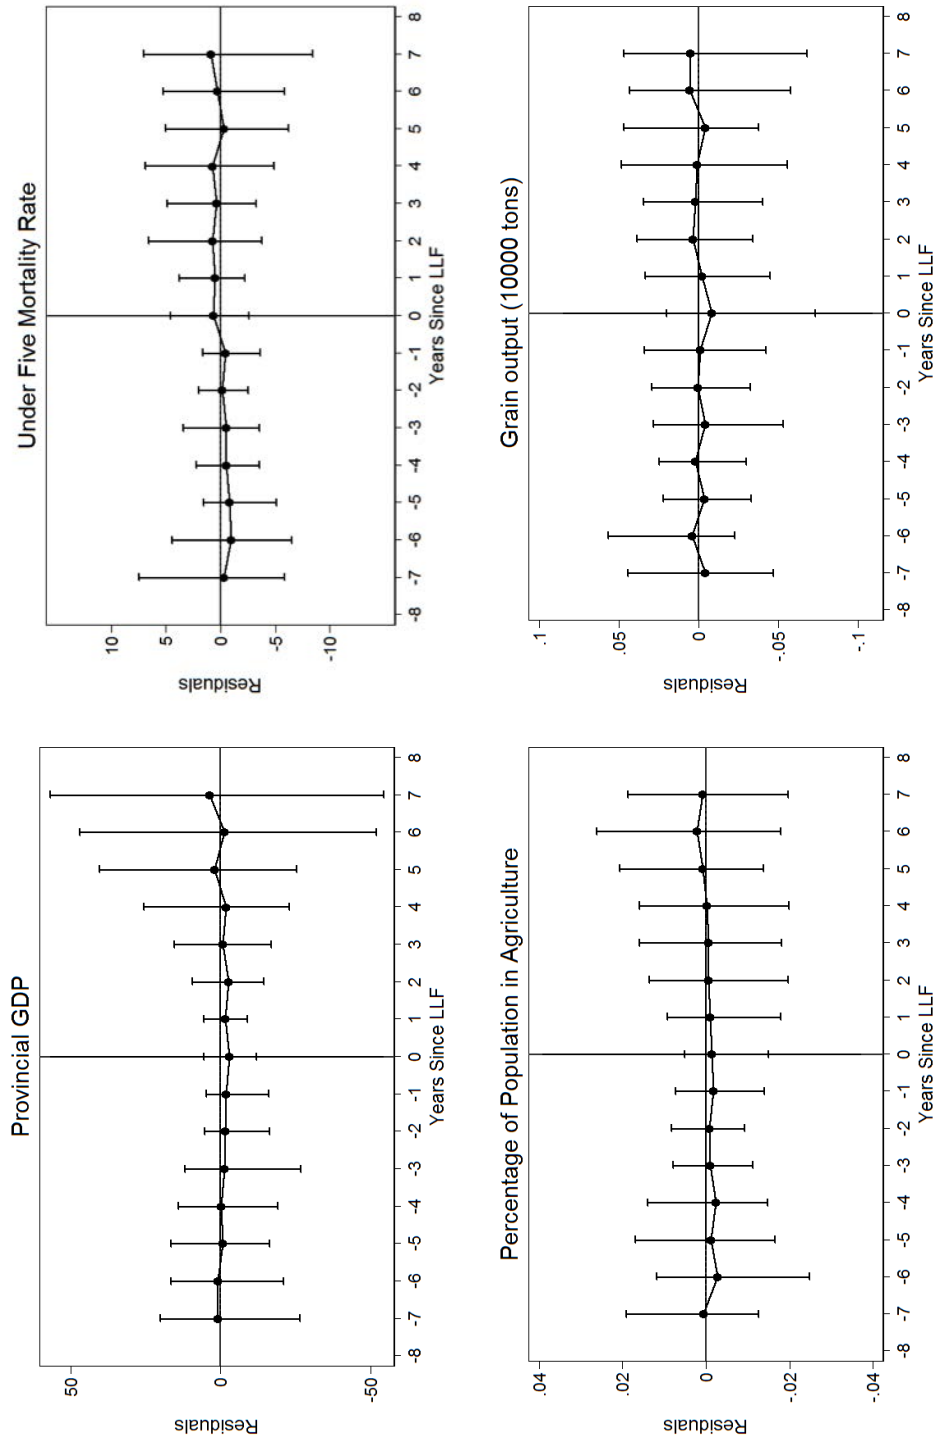 Provincial GDP
Residuals
50
0
-50
-8 -7 -6 -5 -4 -3 -2 -1 0 1 2 3 4 5 6 7 8
Years Since LLF
Under Five Mortality Rate
Residuals
10
5
0
-5
-10
-8 -7 -6 -5 -4 -3 -2 -1 0 1 2 3 4 5 6 7 8
Years Since LLF
Percentage of Population in Agriculture
Residuals
.04
.02
0
-.02
-.04
-8 -7 -6 -5 -4 -3 -2 -1 0 1 2 3 4 5 6 7 8
Years Since LLF
Grain output (10000 tons)
Residuals
.1
.05
0
-.05
-.1
-8 -7 -6 -5 -4 -3 -2 -1 0 1 2 3 4 5 6 7 8
Years Since LLF